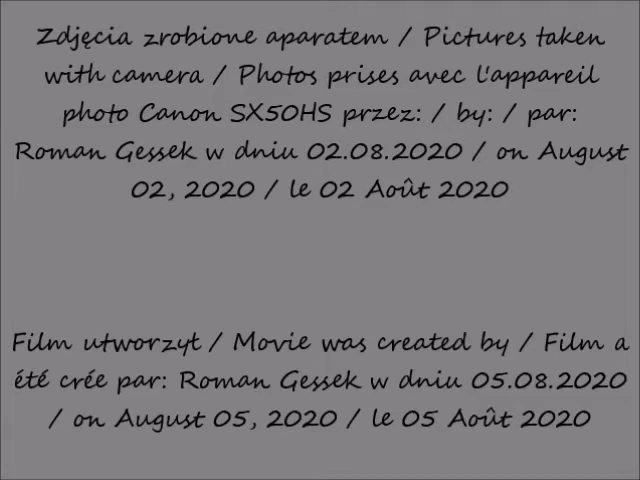 Zdjęcia zrobione aparatem / Pictures taken
with camera / Photos prises avec l'appareil
photo Canon SX50HS przez: / by: / par:
Roman Gessek w dniu 02.08.2020 / on August
02, 2020 / le 02 Août 2020
Film utworzył / Movie was created by / Film a
été crée par: Roman Gessek w dniu 05.08.2020
/ on August 05, 2020 / le 05 Août 2020